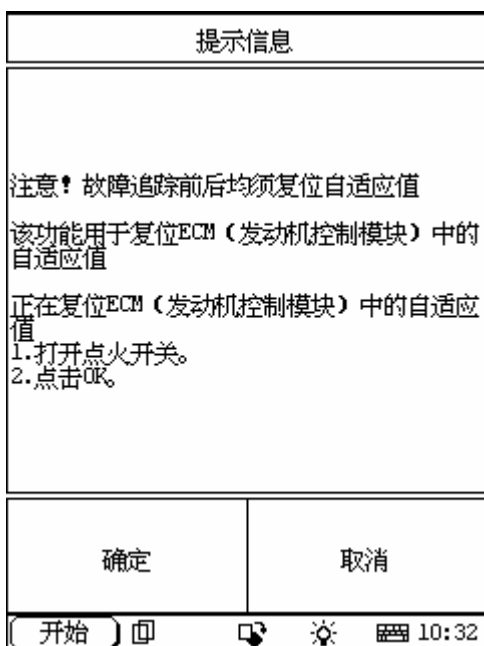 提示信息
注意！故障追踪前后均须复位自适应值
该功能用于复位ECM（发动机控制模块）中的
自适应值
正在复位ECM（发动机控制模块）中的自适应
值
1.打开点火开关。
2.点击OK。
确定
取消
开始
10:32